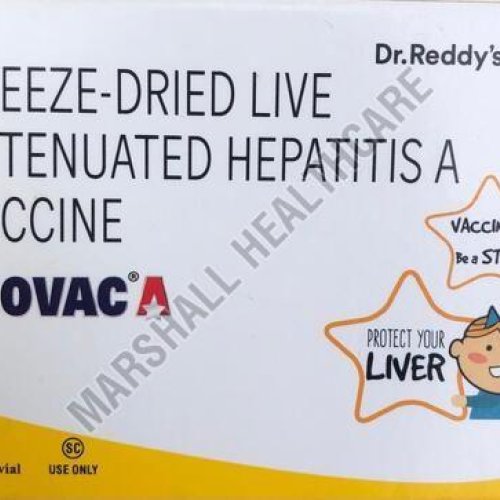 Dr.Reddy's
EEZE-DRIED LIVE
TENUATED HEPATITIS A
CCINE
OVAC® A
VACCIN
Be a ST
PROTECT YOUR
LIVER
MARSHALL HEALTHCARE
vial
SC
USE ONLY